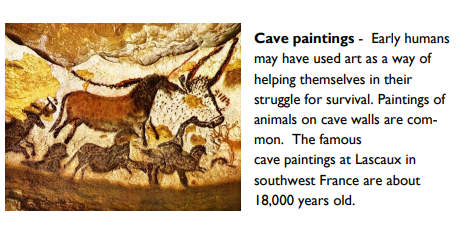 Cave paintings - Early humans
may have used art as a way of
helping themselves in their
struggle for survival. Paintings of
animals on cave walls are com-
mon. The famous
cave paintings at Lascaux in
southwest France are about
18,000 years old.